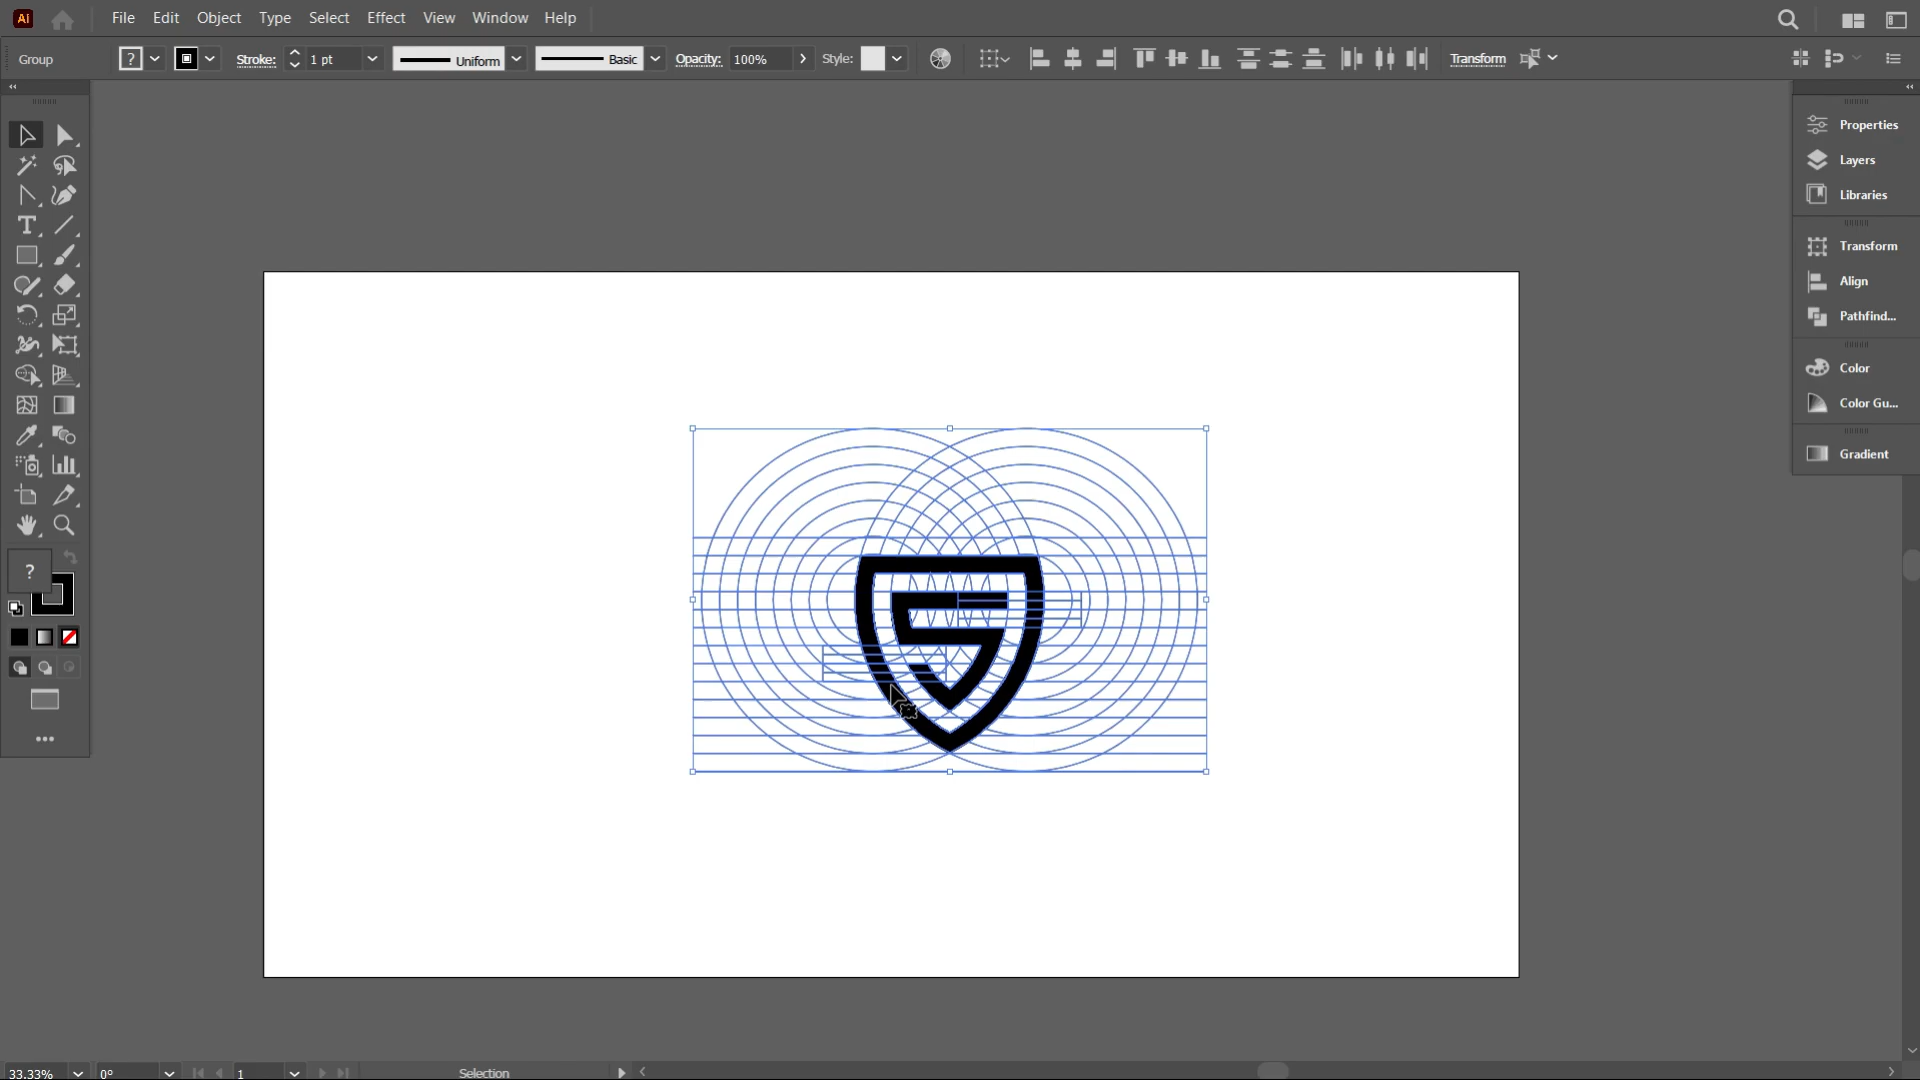 Ai File Edit Object Type Select Effect View Window Help
Group ? Stroke: 1 pt Uniform Basic Opacity: 100% Style: Transform
Properties
Layers
Libraries
Transform
Align
Pathfind...
Color
Color Gu...
Gradient
T
?
33.33% 0° 1 Selection